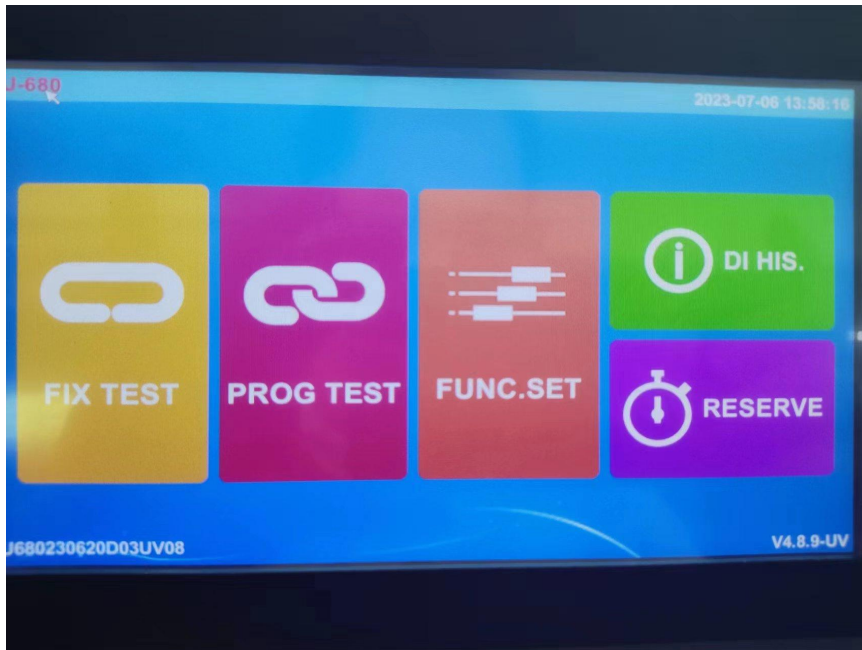 U-680
2023-07-06 13:58:16
FIX TEST
PROG TEST
FUNC.SET
DI HIS.
RESERVE
U680230620D03UV08
V4.8.9-UV